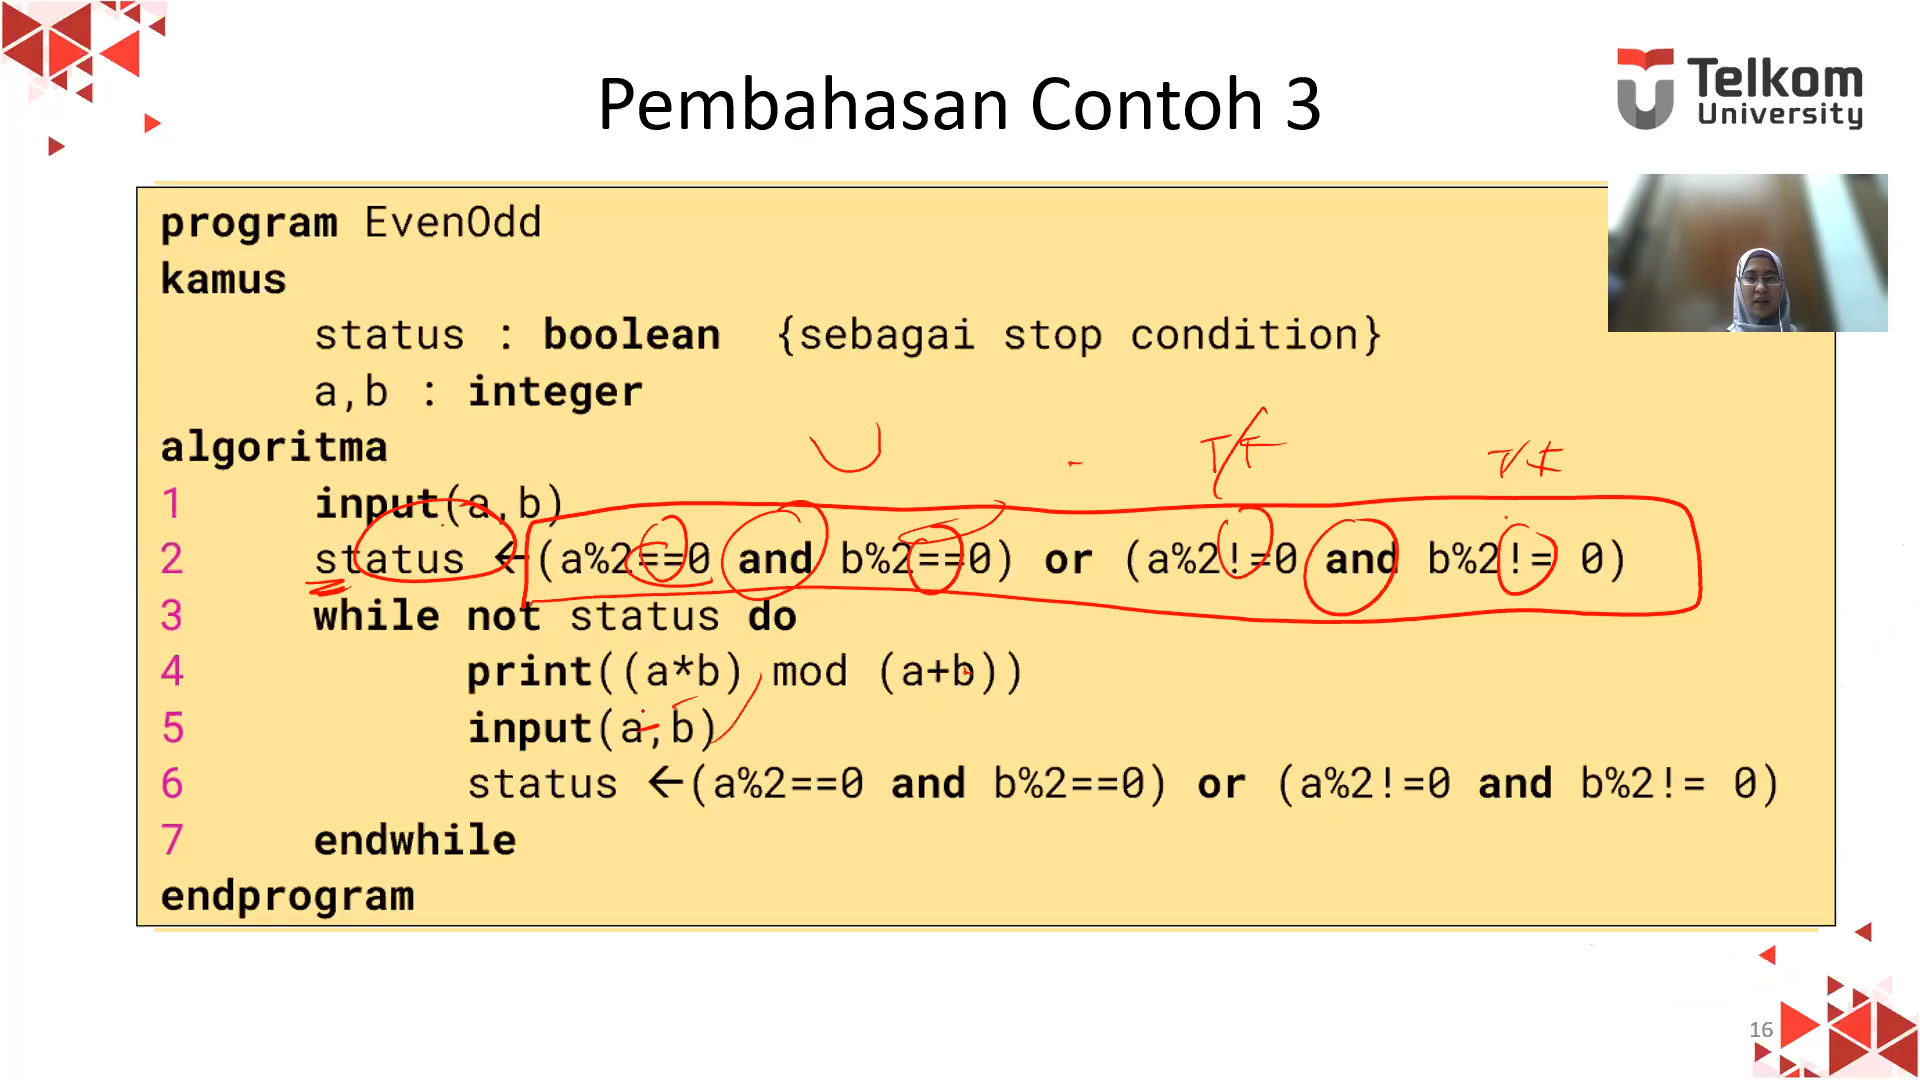 Pembahasan Contoh 3
Telkom
University
program EvenOdd
kamus
status : boolean {sebagai stop condition}
a,b : integer
algoritma
T/F
T/F
1 input(a,b)
2 status ←(a%2==0 and b%2==0) or (a%2!=0 and b%2!= 0)
3 while not status do
4 print((a*b) mod (a+b))
5 input(a,b)
6 status ←(a%2==0 and b%2==0) or (a%2!=0 and b%2!= 0)
7 endwhile
endprogram
16